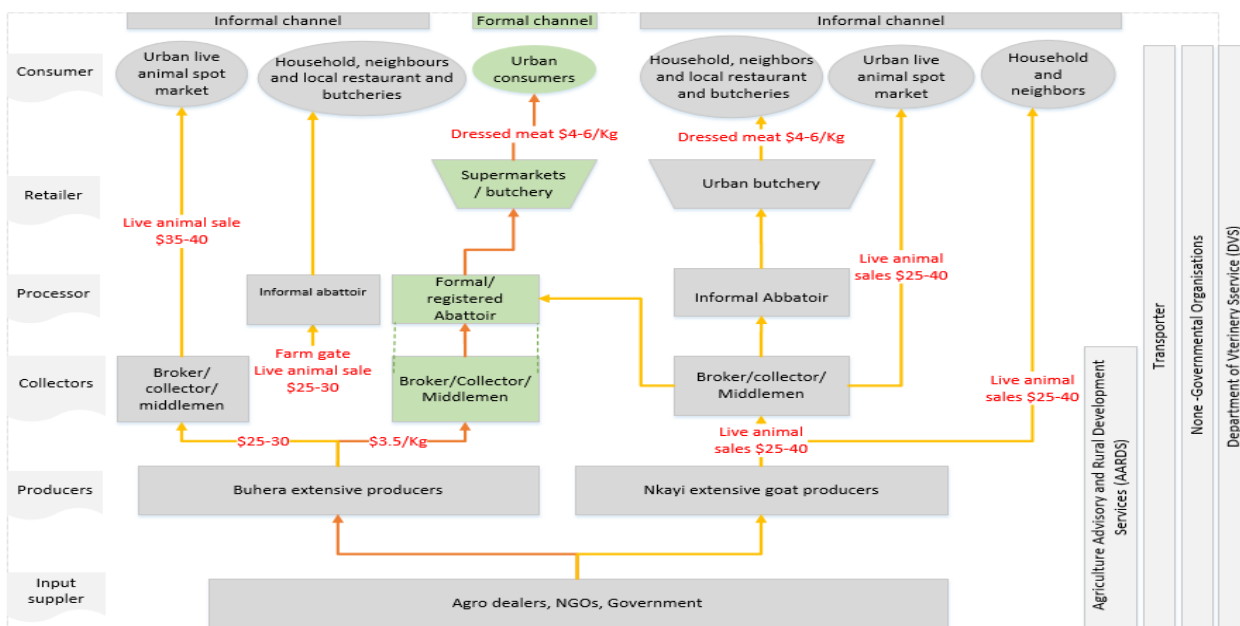 Informal channel
Formal channel
Informal channel
Consumer
Urban live
animal spot
market
Household, neighbours
and local restaurant and
butcheries
Urban
consumers
Household, neighbors
and local restaurant
and butcheries
Urban live
animal spot
market
Household
and
neighbors
Dressed meat $4-6/Kg
Dressed meat $4-6/Kg
Retailer
Supermarkets
/ butchery
Urban butchery
Live animal sale
$35-40
Live animal
sales $25-40
Processor
Informal abattoir
Formal/
registered
Abattoir
Informal Abbatoir
Farm gate
Live animal sale
$25-30
Collectors
Broker/
collector/
middlemen
Broker/Collector/
Middlemen
Broker/collector/
Middlemen
Live animal
sales $25-40
$25-30
$3.5/Kg
Live animal
sales $25-40
Producers
Buhera extensive producers
Nkayi extensive goat producers
Input
suppler
Agro dealers, NGOs, Government
Agriculture Advisory and Rural Development
Services (AARDS)
Transporter
None -Governmental Organisations
Department of Vterinery Sservice (DVS)